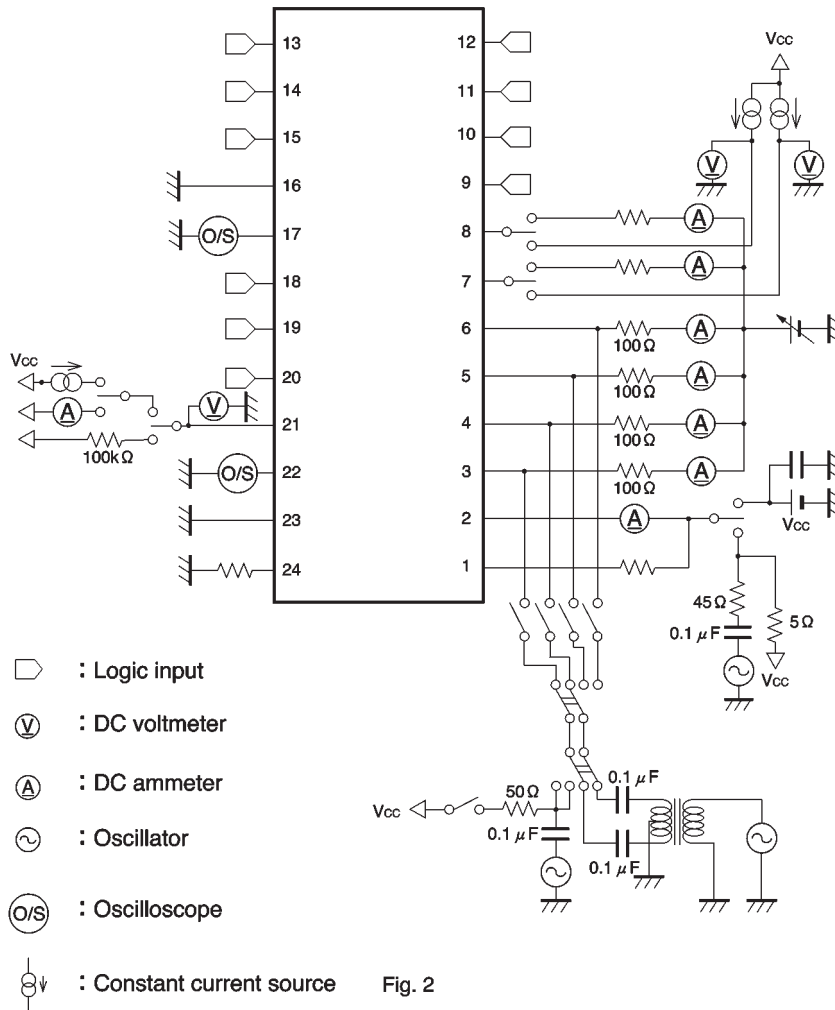 13
14
15
16
17
18
19
20
21
22
23
24
12
11
10
9
8
7
6
5
4
3
2
1
O/S
O/S
Vcc
A
V
100kΩ
Vcc
V
V
A
A
A
100Ω
A
100Ω
A
100Ω
A
100Ω
A
Vcc
45Ω
0.1 μF
5Ω
Vcc
Vcc
50Ω
0.1 μF
0.1 μF
0.1 μF
: Logic input
V : DC voltmeter
A : DC ammeter
: Oscillator
O/S : Oscilloscope
: Constant current source
Fig. 2